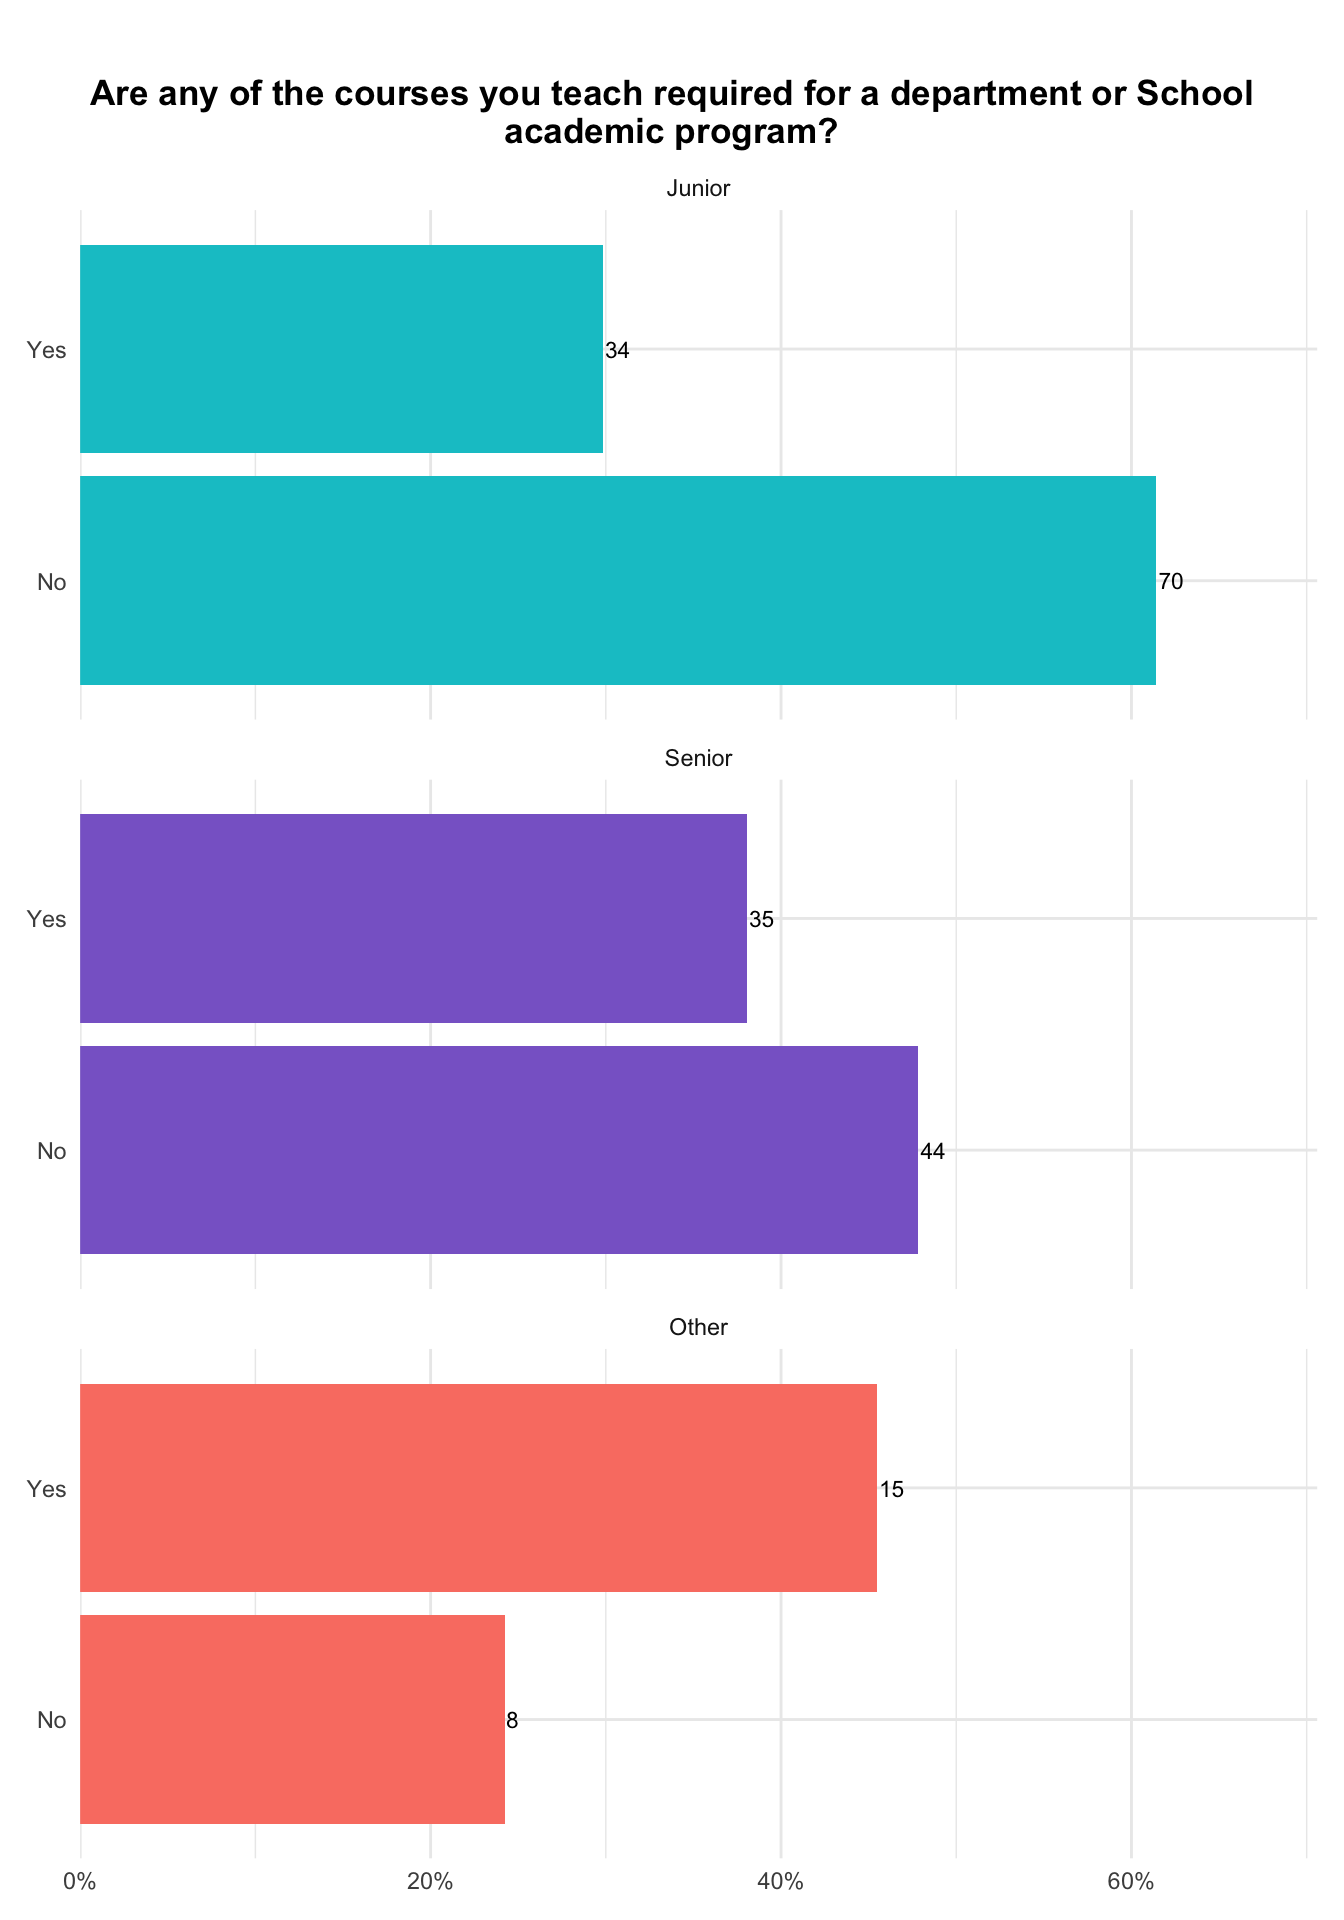 Are any of the courses you teach required for a department or School
academic program?
Junior
Yes
34
No
70
Senior
Yes
35
No
44
Other
Yes
15
No
8
0%
20%
40%
60%